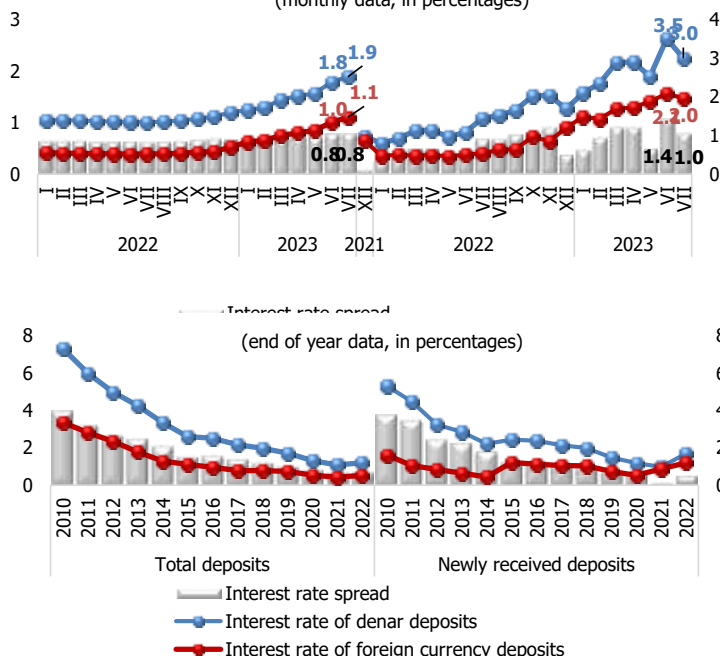 (monthly data, in percentages)
3 4
3.5 3.0
1.8 1.9
2 3
1.0 1.1
2.1 2.0
1 2
0.8 0.8
1.4 1.0
1
0 0
I II III IV V VI VII VIII IX X XI XII I II III IV V VI VII XII I II III IV V VI VII VIII IX X XI XII I II III IV V VI VII
2022 2023 2021 2022 2023
Interest rate spread
(end of year data, in percentages)
8 8
6 6
4 4
2 2
0 0
2010 2011 2012 2013 2014 2015 2016 2017 2018 2019 2020 2021 2022 2010 2011 2012 2013 2014 2015 2016 2017 2018 2019 2020 2021 2022
Total deposits Newly received deposits
Interest rate spread
Interest rate of denar deposits
Interest rate of foreign currency deposits